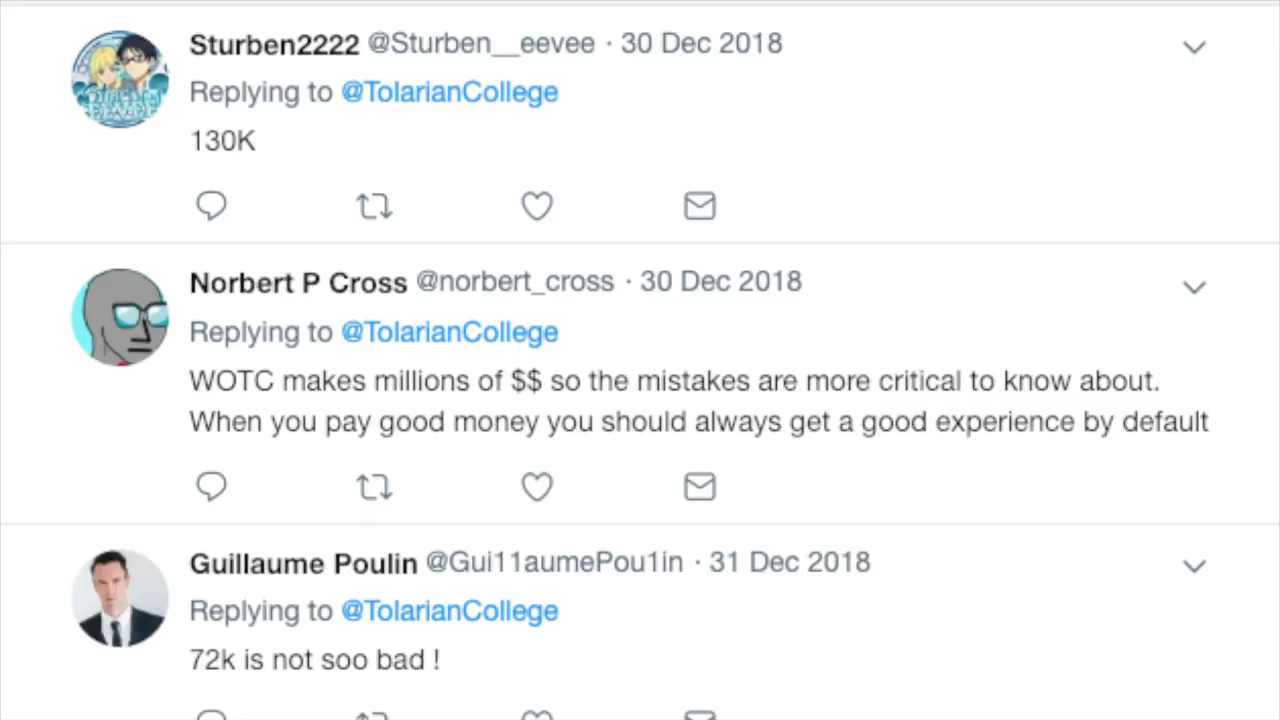 Sturben2222 @Sturben__eevee · 30 Dec 2018
Replying to @TolarianCollege
130K
Norbert P Cross @norbert_cross · 30 Dec 2018
Replying to @TolarianCollege
WOTC makes millions of $$ so the mistakes are more critical to know about.
When you pay good money you should always get a good experience by default
Guillaume Poulin @Gui11aumePou1in · 31 Dec 2018
Replying to @TolarianCollege
72k is not soo bad !